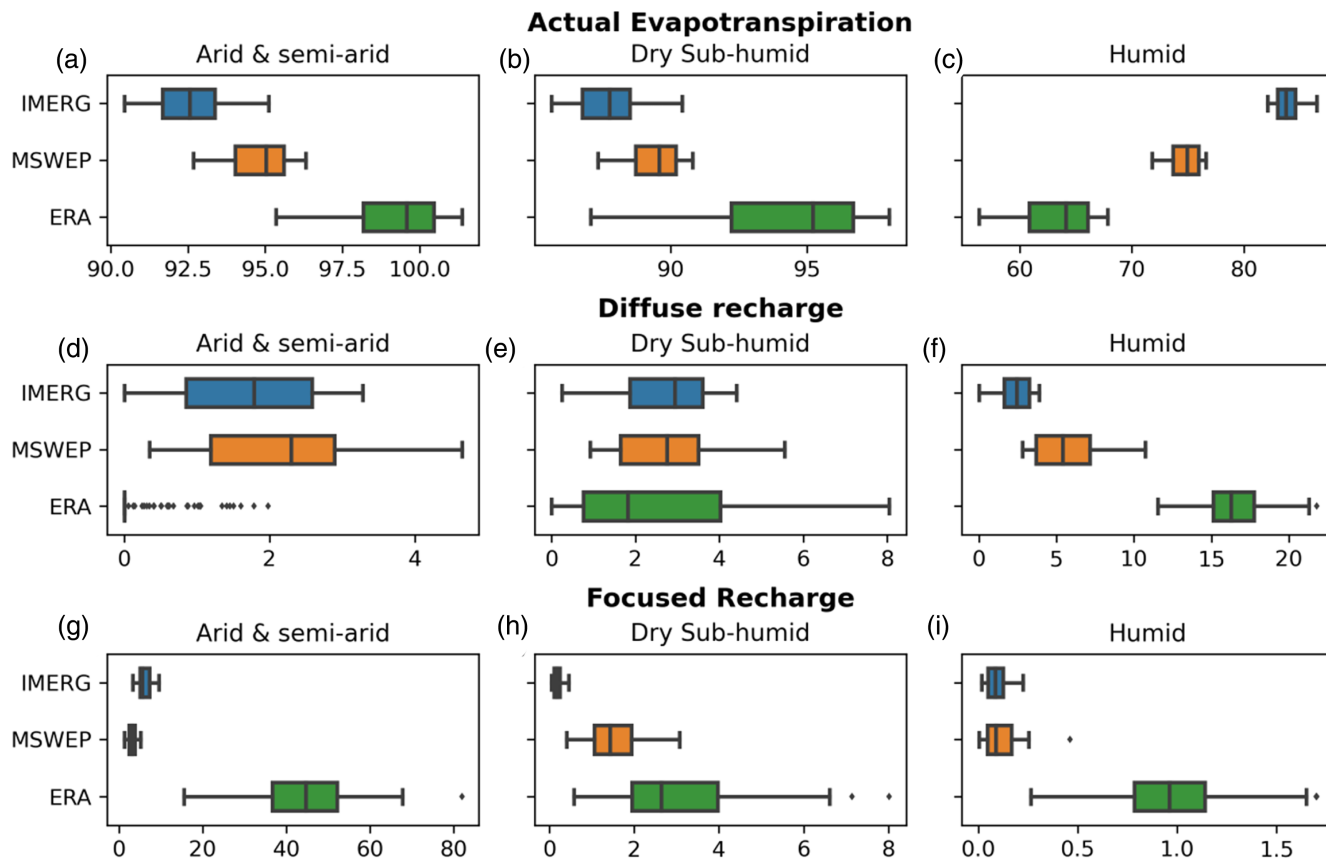 Actual Evapotranspiration
(a) Arid & semi-arid (b) Dry Sub-humid (c) Humid
IMERG
MSWEP
ERA
90.0 92.5 95.0 97.5 100.0 90 95 60 70 80
Diffuse recharge
(d) Arid & semi-arid (e) Dry Sub-humid (f) Humid
IMERG
MSWEP
ERA
0 2 4 0 2 4 6 8 0 5 10 15 20
Focused Recharge
(g) Arid & semi-arid (h) Dry Sub-humid (i) Humid
IMERG
MSWEP
ERA
0 20 40 60 80 0 2 4 6 8 0.0 0.5 1.0 1.5